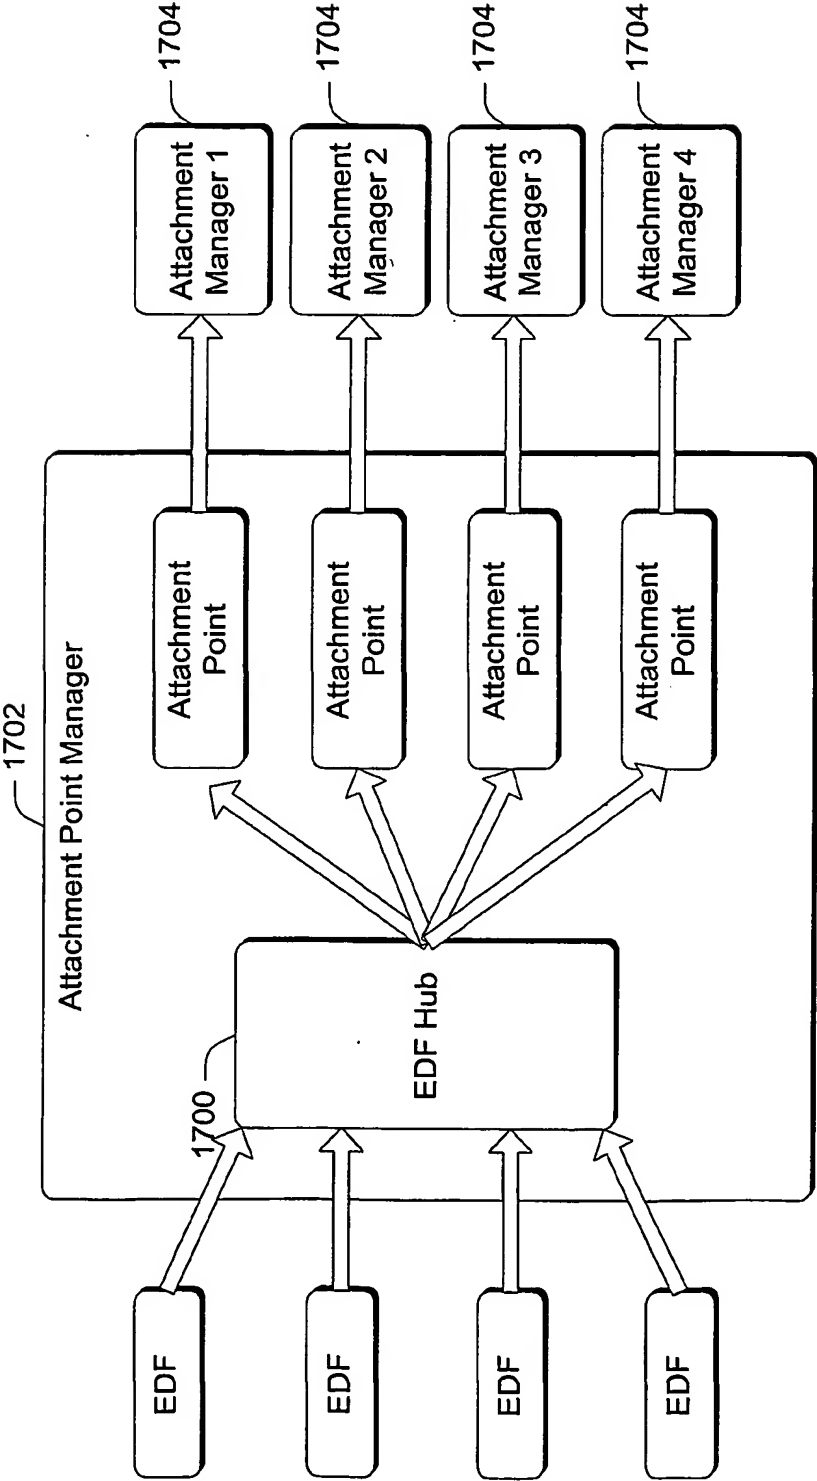 1702
Attachment Point Manager
EDF
EDF
EDF
EDF
1700
EDF Hub
Attachment
Point
Attachment
Point
Attachment
Point
Attachment
Point
Attachment
Manager 1
1704
Attachment
Manager 2
1704
Attachment
Manager 3
1704
Attachment
Manager 4
1704